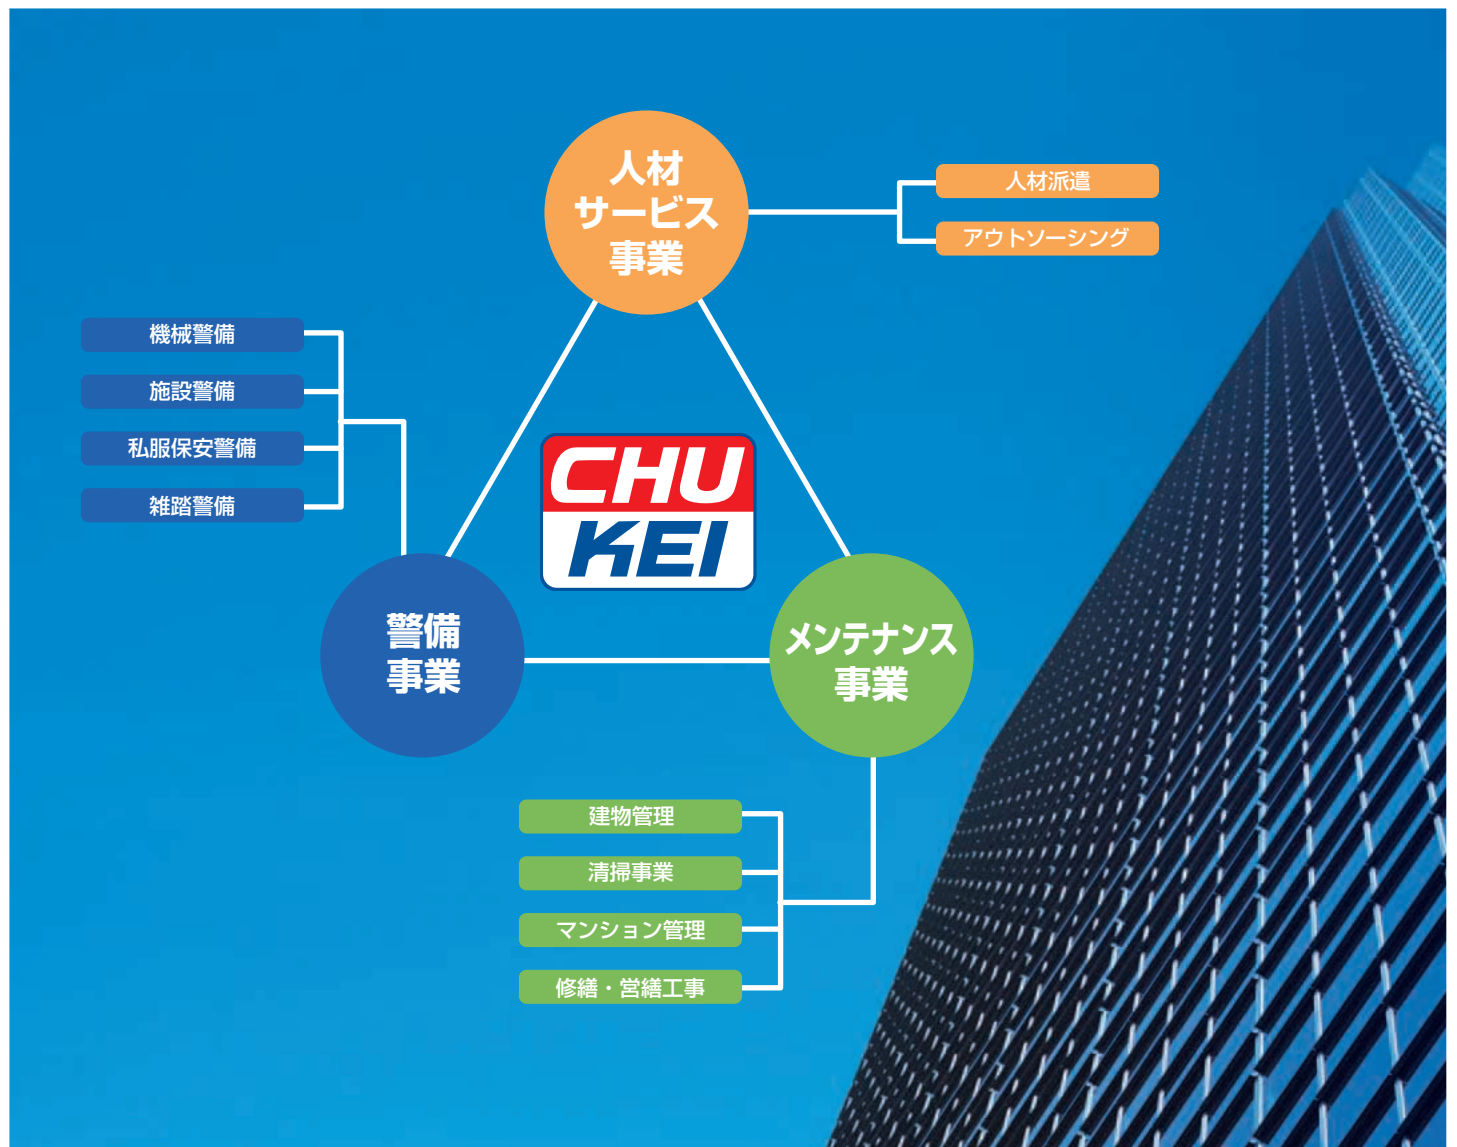 人材
サービス
事業
人材派遣
アウトソーシング
機械警備
施設警備
私服保安警備
雑踏警備
CHU
KEI
警備
事業
メンテナンス
事業
建物管理
清掃事業
マンション管理
修繕・営繕工事